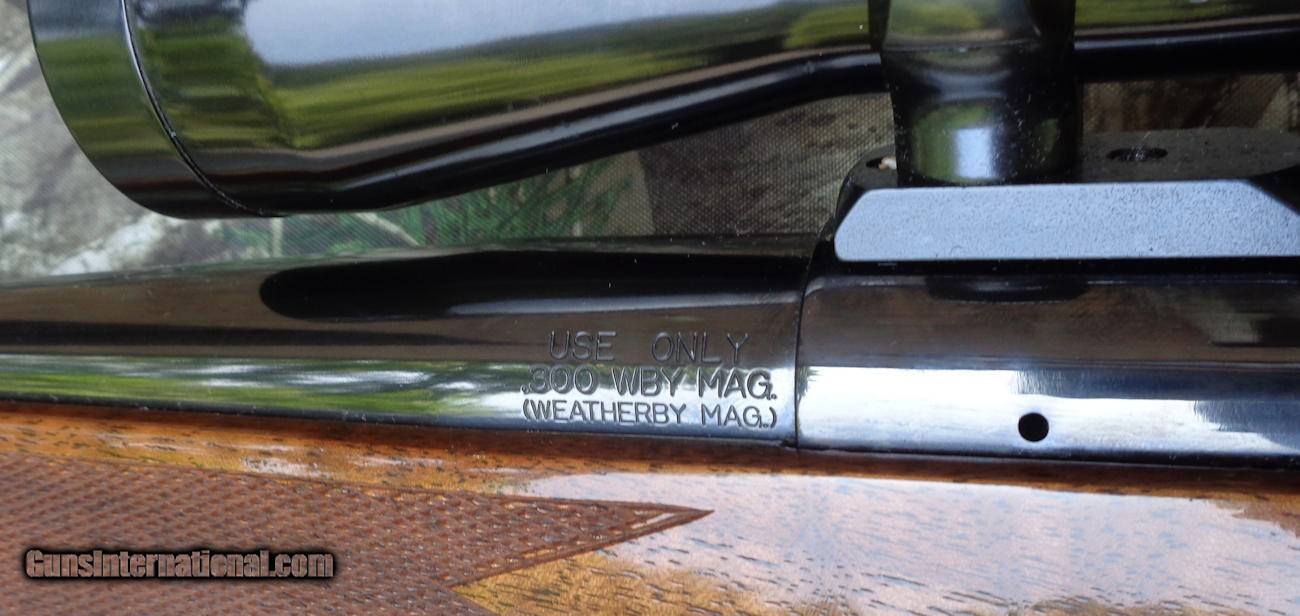 USE ONLY
.300 WBY MAG.
(WEATHERBY MAG.)
GunsInternational.com